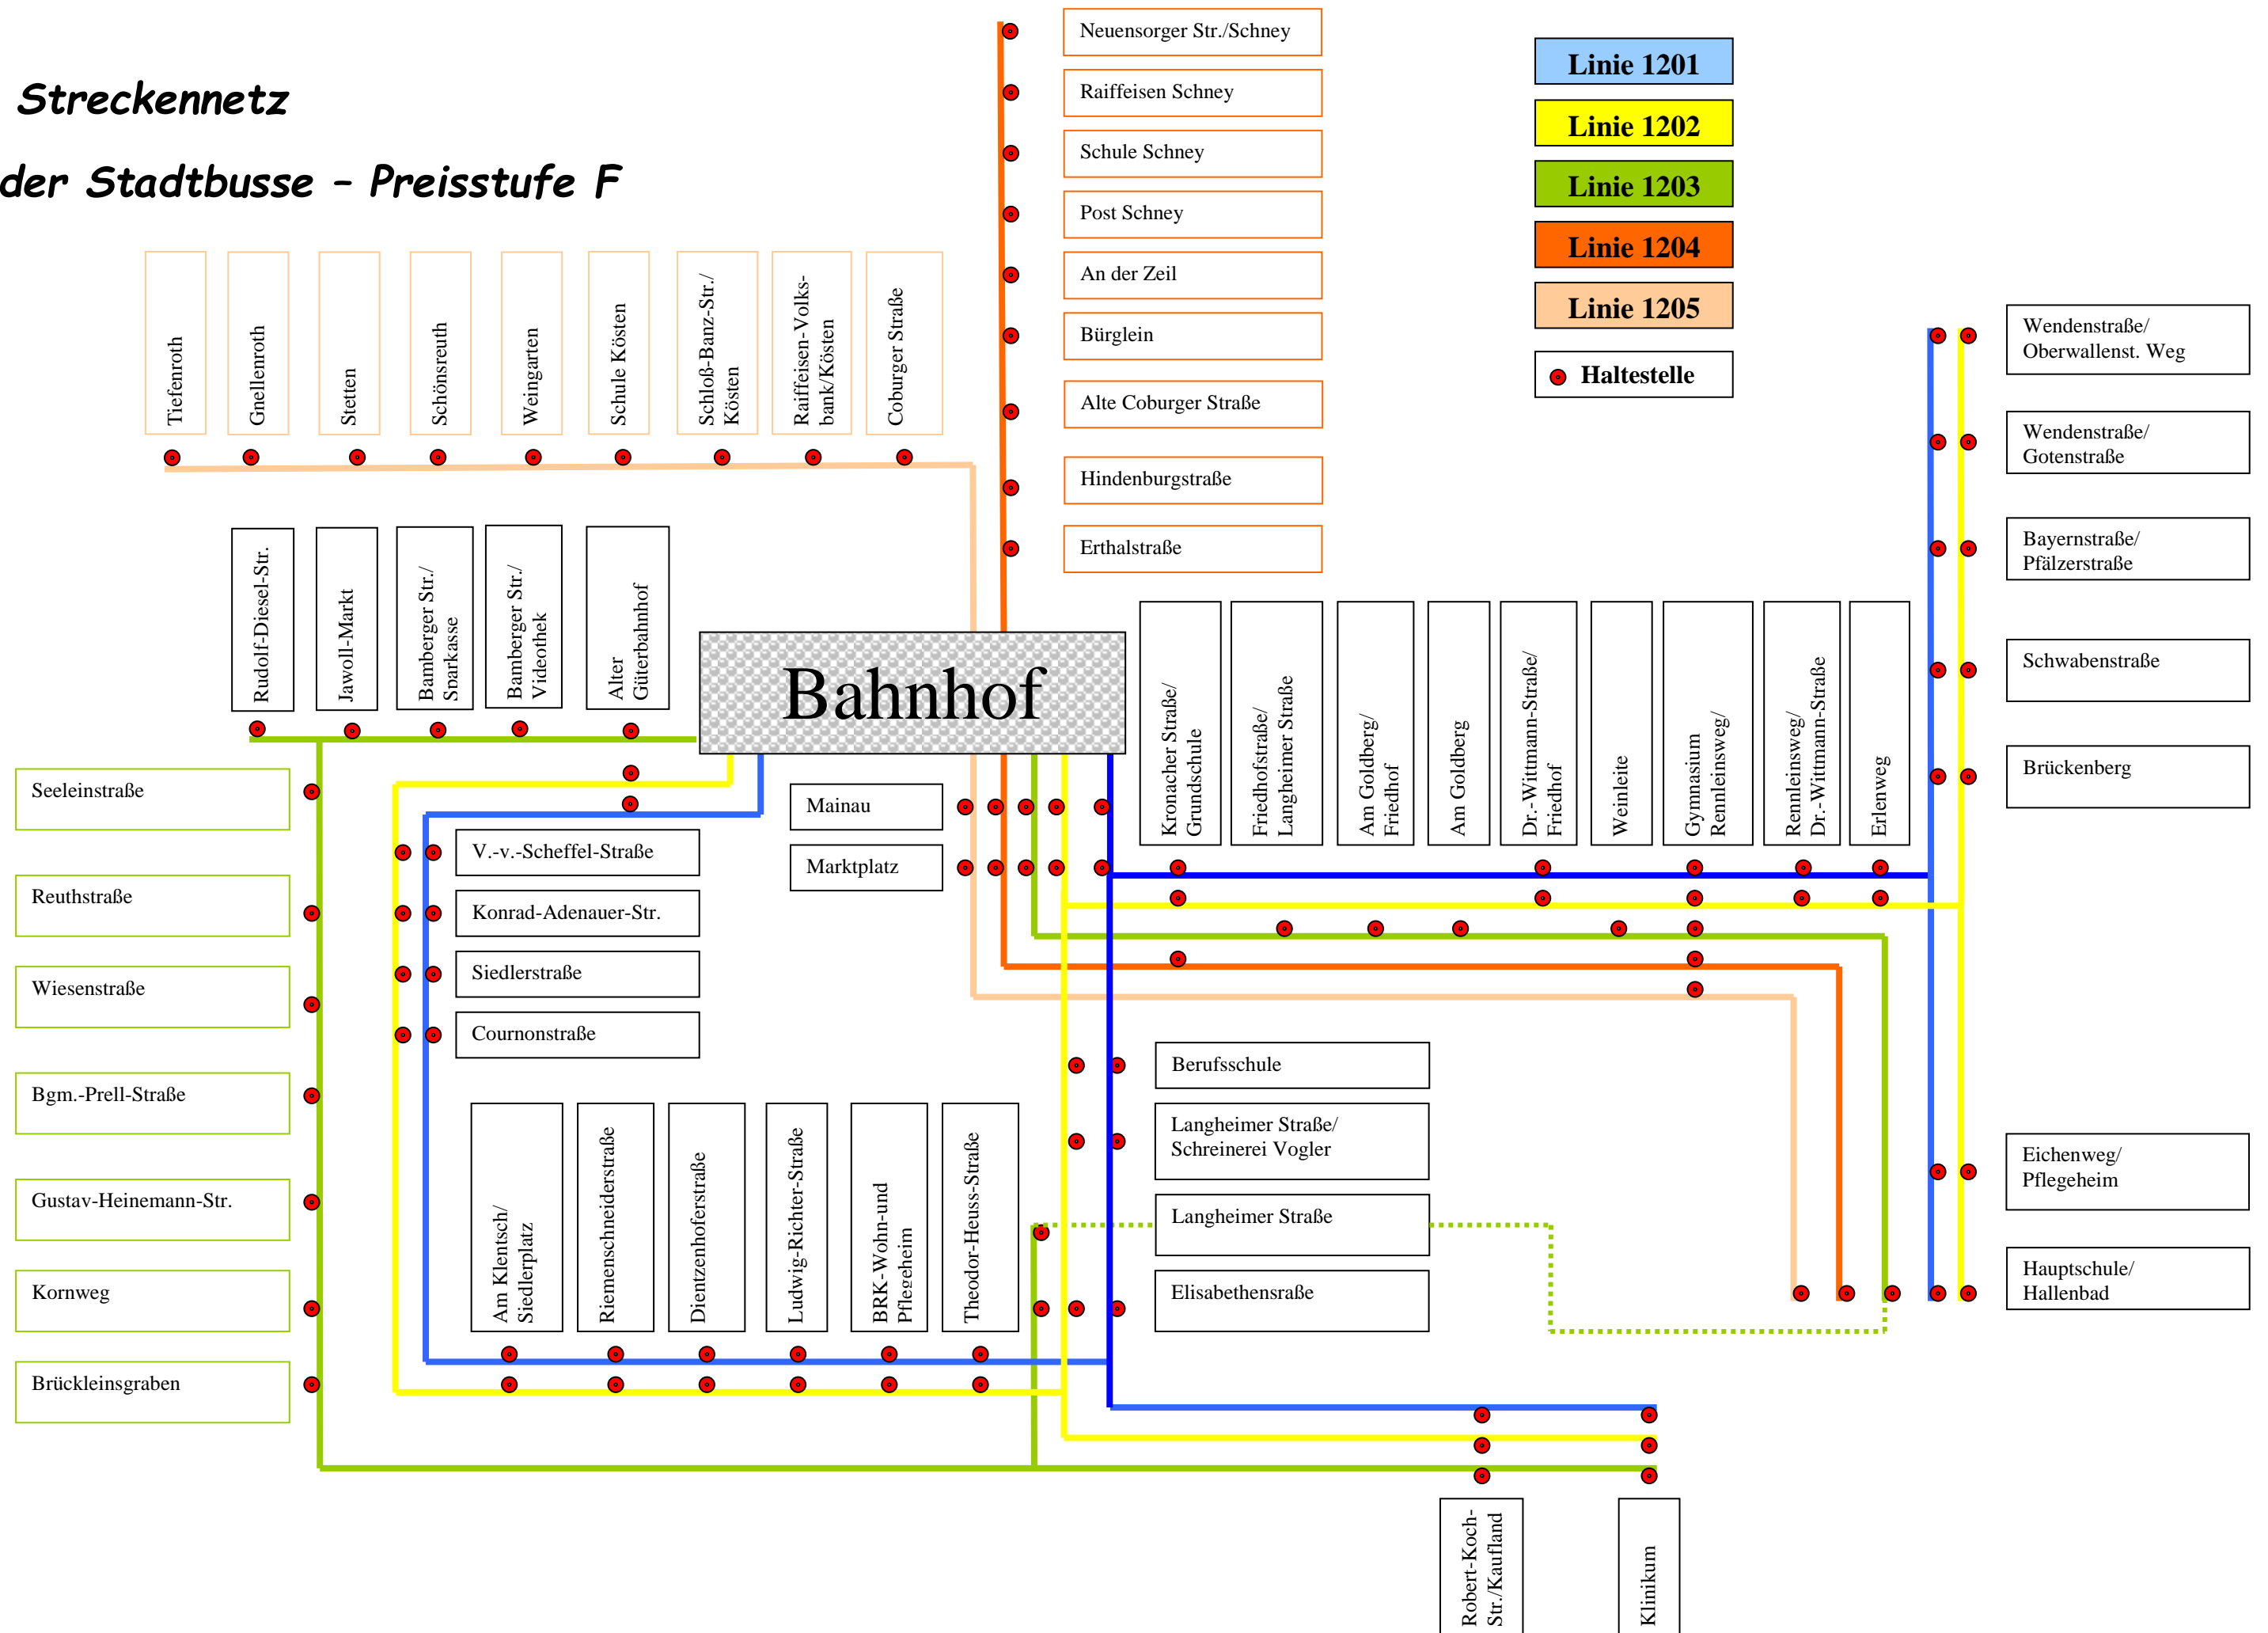 Streckennetz
der Stadtbusse - Preisstufe F
Neuensorger Str./Schney
Raiffeisen Schney
Schule Schney
Post Schney
An der Zeil
Bürglein
Alte Coburger Straße
Hindenburgstraße
Erthalstraße
Linie 1201
Linie 1202
Linie 1203
Linie 1204
Linie 1205
Haltestelle
Tiefenroth
Gnellenroth
Stetten
Schönsreuth
Weingarten
Schule Kösten
Schloß-Banz-Str./
Kösten
Raiffeisen-Volks-
bank/Kösten
Coburger Straße
Wendenstraße/
Oberwallenst. Weg
Wendenstraße/
Gotenstraße
Bayernstraße/
Pfälzerstraße
Schwabenstraße
Brückenberg
Rudolf-Diesel-Str.
Jawoll-Markt
Bamberger Str./
Sparkasse
Bamberger Str./
Videothek
Alter
Güterbahnhof
Bahnhof
Kronacher Straße/
Grundschule
Friedhofstraße/
Langheimer Straße
Am Goldberg/
Friedhof
Am Goldberg
Dr.-Wittmann-Straße/
Friedhof
Weinleite
Gymnasium
Rennleinsweg/
Rennleinsweg/
Dr.-Wittmann-Straße
Erlenweg
Seeleinstraße
Reuthstraße
Wiesenstraße
Bgm.-Prell-Straße
Gustav-Heinemann-Str.
Kornweg
Brückleinsgraben
Mainau
Marktplatz
V.-v.-Scheffel-Straße
Konrad-Adenauer-Str.
Siedlerstraße
Cournonstraße
Am Klentsch/
Siedlerplatz
Riemenschneiderstraße
Dientzenhoferstraße
Ludwig-Richter-Straße
BRK-Wohn-und
Pflegeheim
Theodor-Heuss-Straße
Berufsschule
Langheimer Straße/
Schreinerei Vogler
Langheimer Straße
Elisabethensraße
Eichenweg/
Pflegeheim
Hauptschule/
Hallenbad
Robert-Koch-
Str./Kaufland
Klinikum